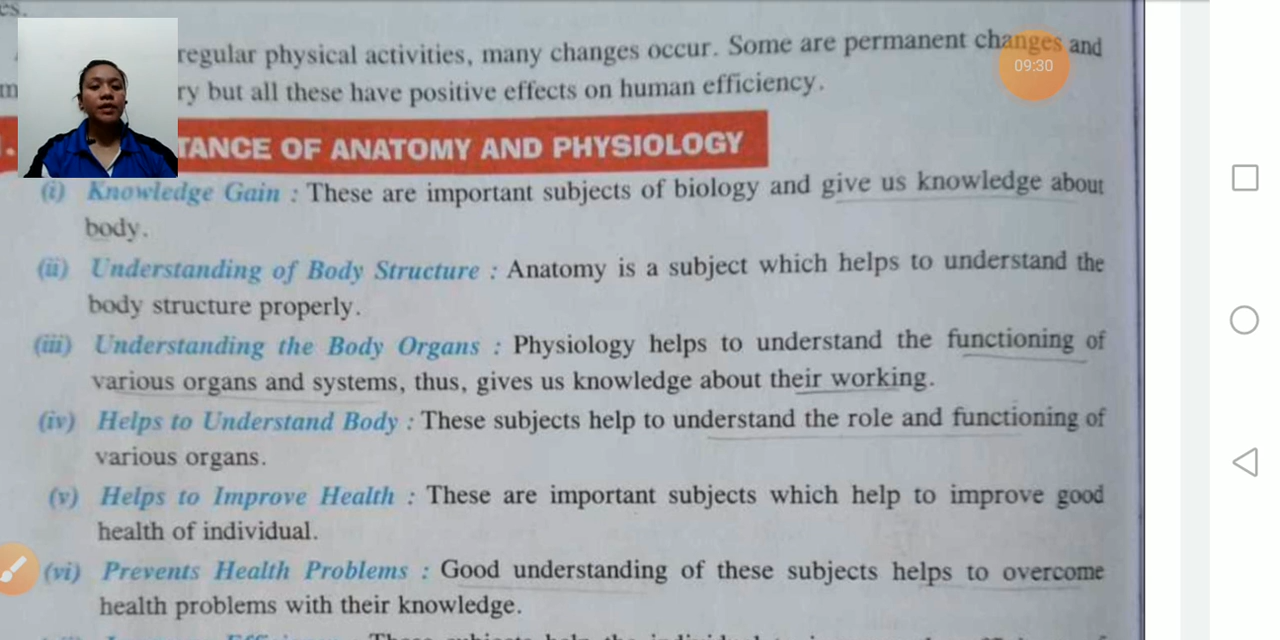 es.
regular physical activities, many changes occur. Some are permanent changes and
ry but all these have positive effects on human efficiency.
09:30
TANCE OF ANATOMY AND PHYSIOLOGY
(i) Knowledge Gain : These are important subjects of biology and give us knowledge about
body.
(ii) Understanding of Body Structure : Anatomy is a subject which helps to understand the
body structure properly.
(iii) Understanding the Body Organs : Physiology helps to understand the functioning of
various organs and systems, thus, gives us knowledge about their working.
(iv) Helps to Understand Body : These subjects help to understand the role and functioning of
various organs.
(v) Helps to Improve Health : These are important subjects which help to improve good
health of individual.
(vi) Prevents Health Problems : Good understanding of these subjects helps to overcome
health problems with their knowledge.